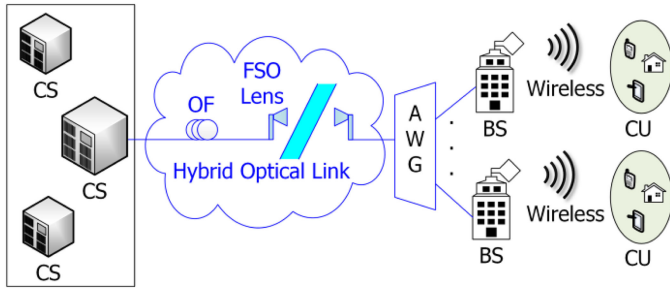 CS
CS
CS
OF
FSO
Lens
Hybrid Optical Link
A
W
G
BS
Wireless
CU
BS
Wireless
CU